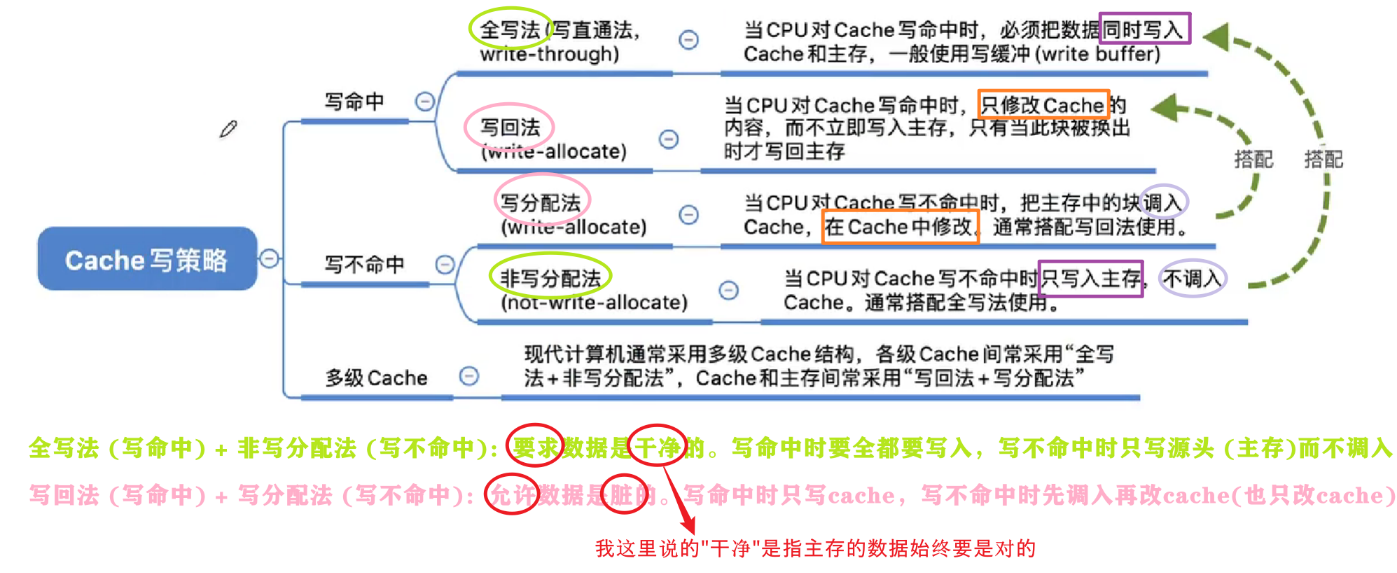 全写法 (写直通法,
write-through)
当CPU对Cache写命中时，必须把数据同时写入
Cache和主存，一般使用写缓冲(write buffer)
写命中
写回法
(write-allocate)
当CPU对Cache写命中时，只修改Cache的
内容，而不立即写入主存，只有当此块被换出
时才写回主存
搭配
搭配
Cache写策略
写不命中
写分配法
(write-allocate)
当CPU对Cache写不命中时，把主存中的块调入
Cache，在Cache中修改。通常搭配写回法使用。
非写分配法
(not-write-allocate)
当CPU对Cache写不命中时只写入主存，不调入
Cache。通常搭配全写法使用。
多级Cache
现代计算机通常采用多级Cache结构，各级Cache间常采用“全写
法+非写分配法”，Cache和主存间常采用“写回法+写分配法”
全写法 (写命中) + 非写分配法 (写不命中)：要求数据是干净的。写命中时要全都要写入，写不命中时只写源头 (主存)而不调入
写回法 (写命中) + 写分配法 (写不命中)：允许数据是脏的。写命中时只写cache，写不命中时先调入再改cache(也只改cache)
我这里说的"干净"是指主存的数据始终要是对的